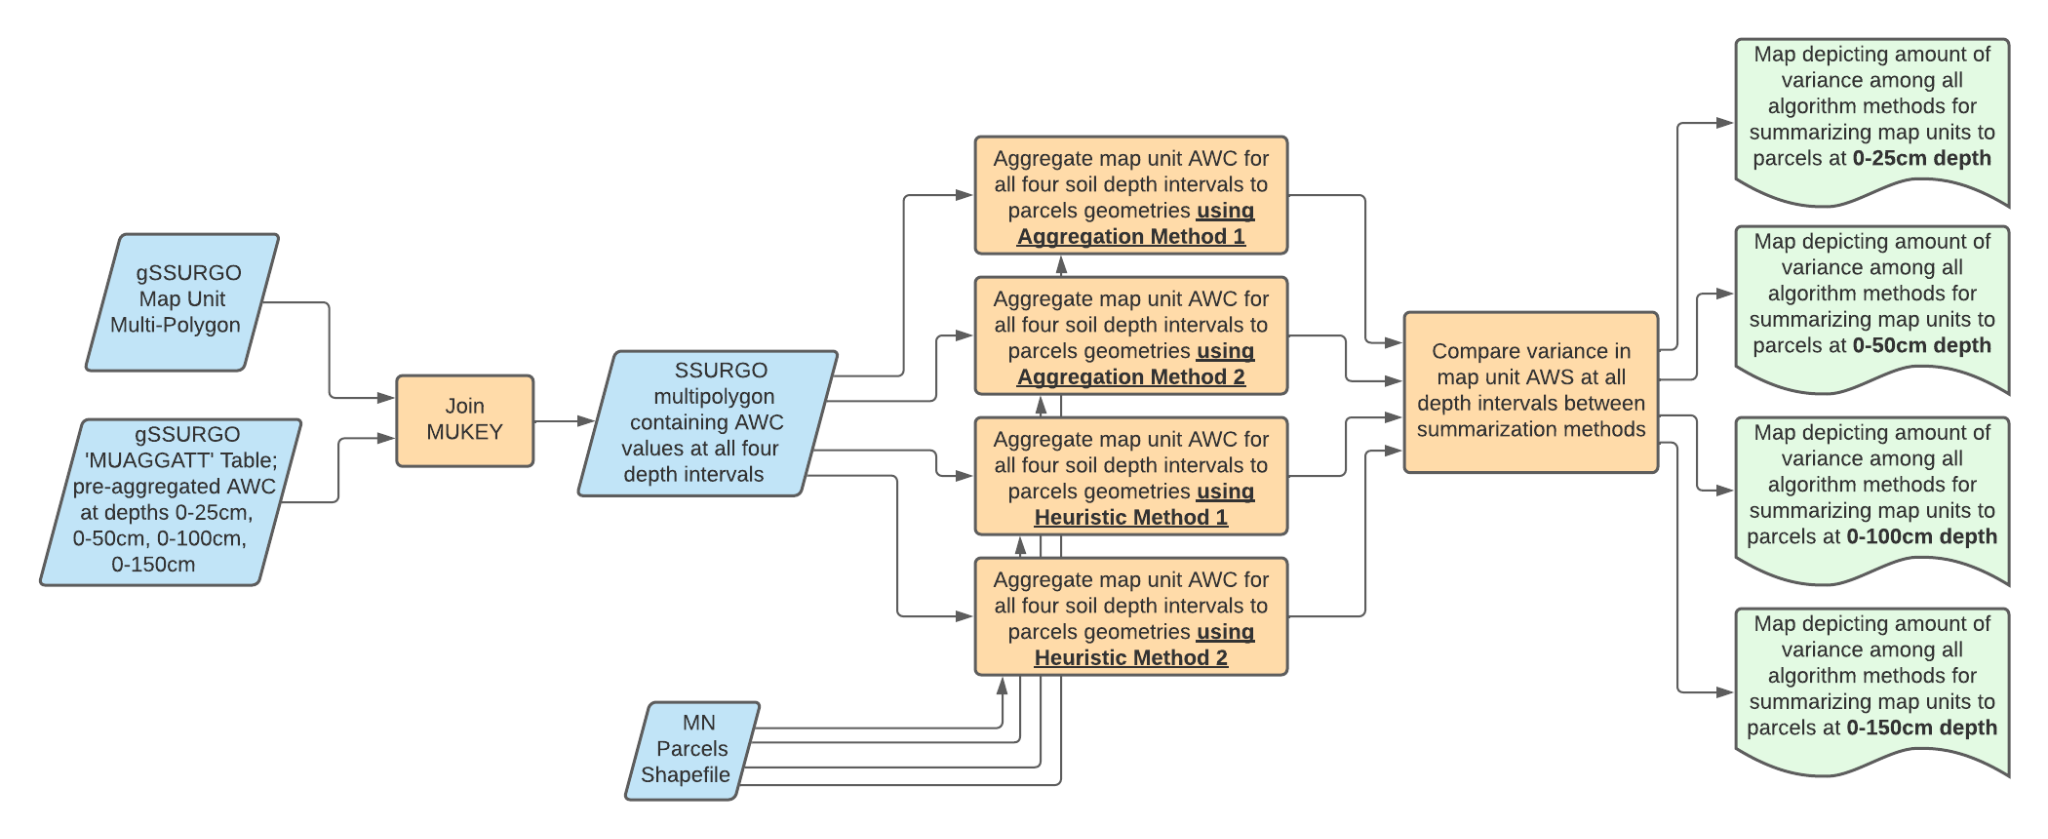 gSSURGO
Map Unit
Multi-Polygon
gSSURGO
'MUAGGATT' Table;
pre-aggregated AWC
at depths 0-25cm,
0-50cm, 0-100cm,
0-150cm
Join
MUKEY
SSURGO
multipolygon
containing AWC
values at all four
depth intervals
MN
Parcels
Shapefile
Aggregate map unit AWC for
all four soil depth intervals to
parcels geometries using
Aggregation Method 1
Aggregate map unit AWC for
all four soil depth intervals to
parcels geometries using
Aggregation Method 2
Aggregate map unit AWC for
all four soil depth intervals to
parcels geometries using
Heuristic Method 1
Aggregate map unit AWC for
all four soil depth intervals to
parcels geometries using
Heuristic Method 2
Compare variance in
map unit AWS at all
depth intervals between
summarization methods
Map depicting amount of
variance among all
algorithm methods for
summarizing map units to
parcels at 0-25cm depth
Map depicting amount of
variance among all
algorithm methods for
summarizing map units to
parcels at 0-50cm depth
Map depicting amount of
variance among all
algorithm methods for
summarizing map units to
parcels at 0-100cm depth
Map depicting amount of
variance among all
algorithm methods for
summarizing map units to
parcels at 0-150cm depth